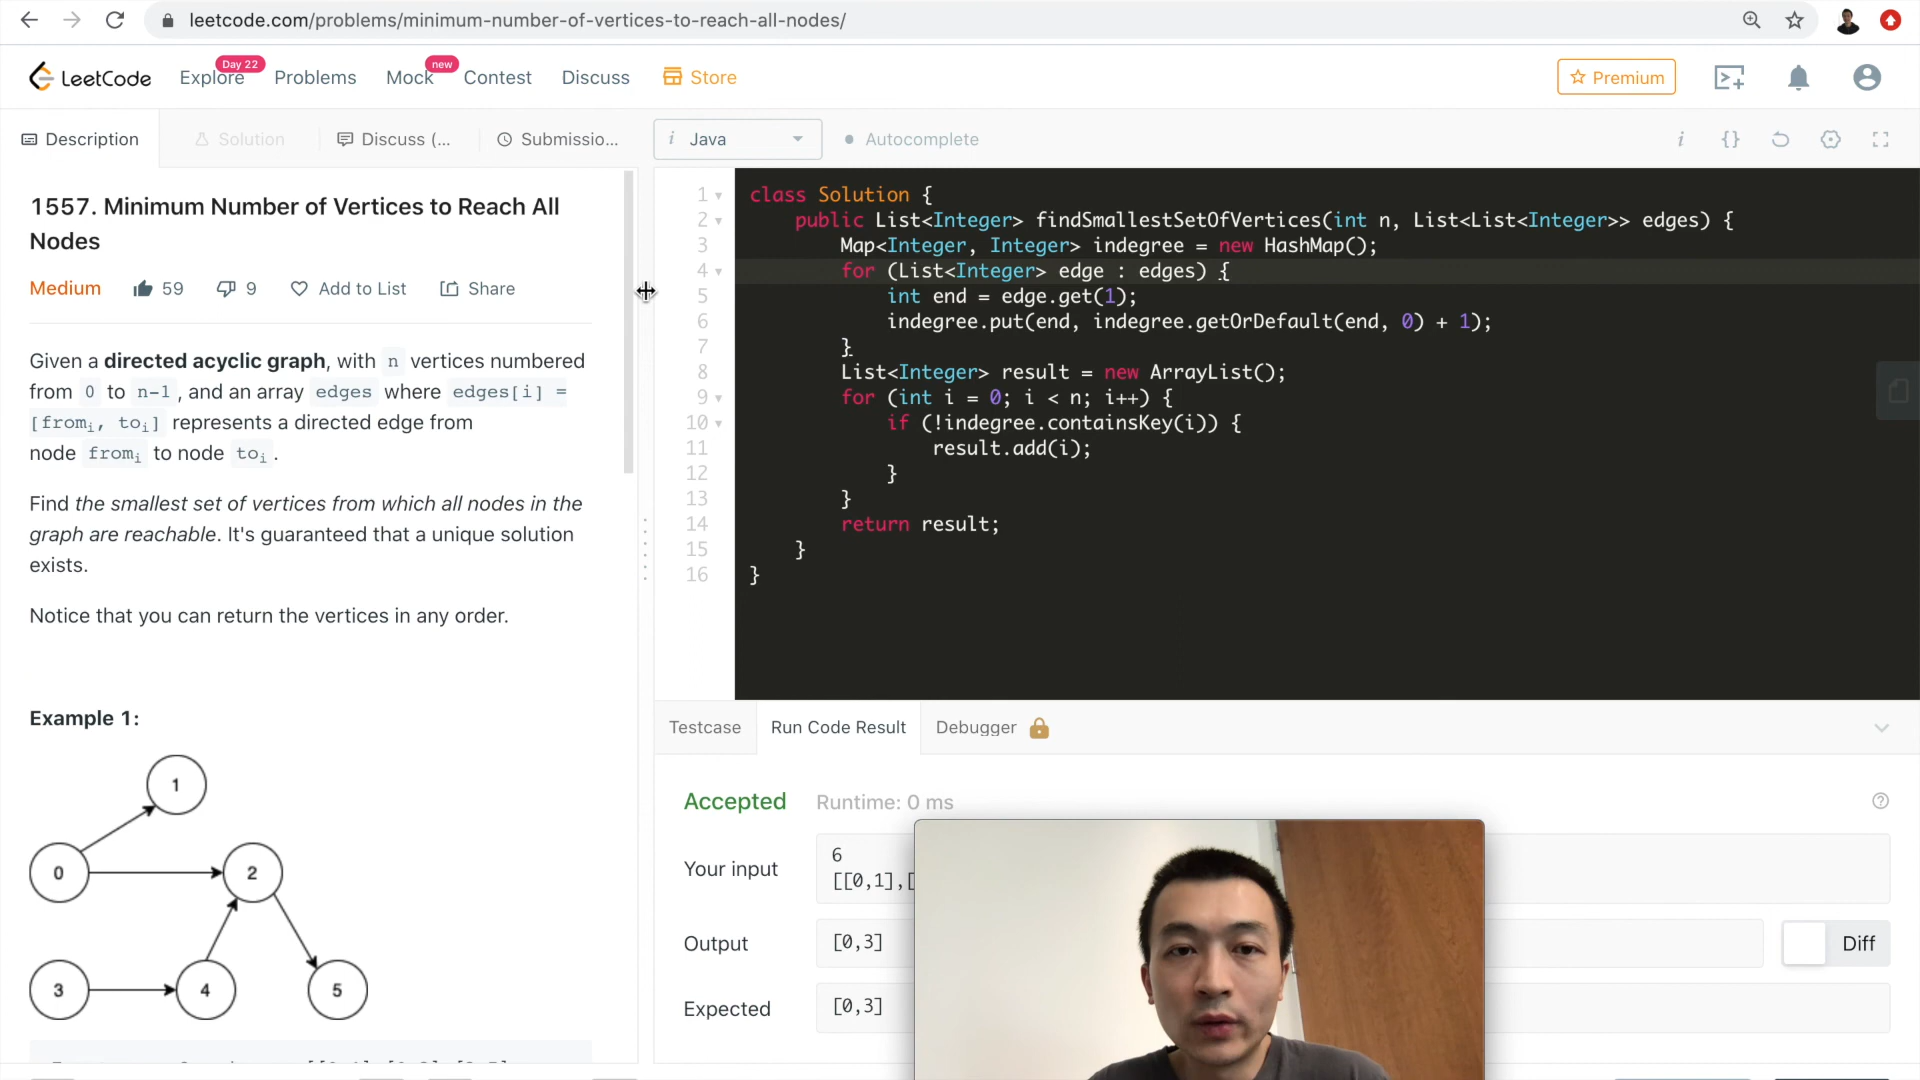 leetcode.com/problems/minimum-number-of-vertices-to-reach-all-nodes/
LeetCode Explore Day 22 Problems Mock new Contest Discuss Store Premium
Description Solution Discuss (... Submissio...
i Java Autocomplete i {}
1557. Minimum Number of Vertices to Reach All
Nodes
Medium 59 9 Add to List Share
Given a directed acyclic graph, with n vertices numbered
from 0 to n-1 , and an array edges where edges[i] =
[fromi, toi] represents a directed edge from
node fromi to node toi .
Find the smallest set of vertices from which all nodes in the
graph are reachable. It's guaranteed that a unique solution
exists.
Notice that you can return the vertices in any order.
Example 1:
1
0 2
3 4 5
1 class Solution {
2 public List<Integer> findSmallestSetOfVertices(int n, List<List<Integer>> edges) {
3 Map<Integer, Integer> indegree = new HashMap();
4 for (List<Integer> edge : edges) {
5 int end = edge.get(1);
6 indegree.put(end, indegree.getOrDefault(end, 0) + 1);
7 }
8 List<Integer> result = new ArrayList();
9 for (int i = 0; i < n; i++) {
10 if (!indegree.containsKey(i)) {
11 result.add(i);
12 }
13 }
14 return result;
15 }
16 }
Testcase Run Code Result Debugger
Accepted Runtime: 0 ms
Your input
6
[[0,1],[
Output [0,3] Diff
Expected [0,3]